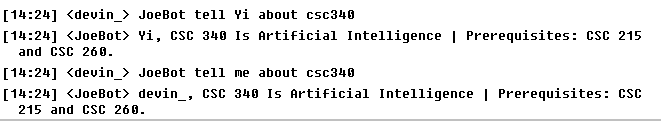 [14:24] <devin_> JoeBot tell Yi about csc340
[14:24] <JoeBot> Yi, CSC 340 Is Artificial Intelligence | Prerequisites: CSC 215
and CSC 260.
[14:24] <devin_> JoeBot tell me about csc340
[14:24] <JoeBot> devin_, CSC 340 Is Artificial Intelligence | Prerequisites: CSC
215 and CSC 260.